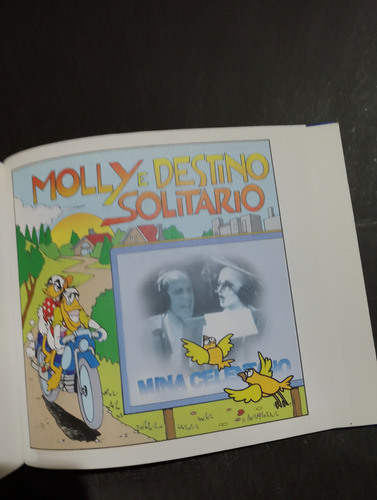 MOLLY E DESTINO
SOLITARIO
MINA CELENTANO